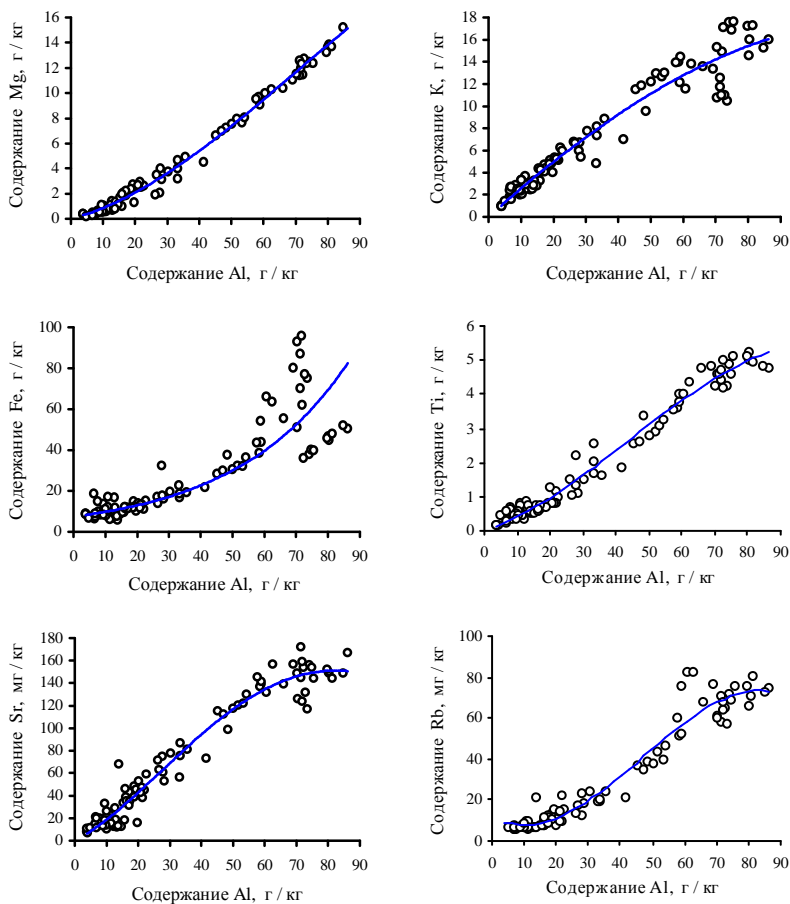 Содержание Mg, г / кг
16
14
12
10
8
6
4
2
0
0 10 20 30 40 50 60 70 80 90
Содержание Al, г / кг
Содержание K, г / кг
18
16
14
12
10
8
6
4
2
0
0 10 20 30 40 50 60 70 80 90
Содержание Al, г / кг
Содержание Fe, г / кг
100
80
60
40
20
0
0 10 20 30 40 50 60 70 80 90
Содержание Al, г / кг
Содержание Ti, г / кг
6
5
4
3
2
1
0
0 10 20 30 40 50 60 70 80 90
Содержание Al, г / кг
Содержание Sr, мг / кг
180
160
140
120
100
80
60
40
20
0
0 10 20 30 40 50 60 70 80 90
Содержание Al, г / кг
Содержание Rb, мг / кг
100
80
60
40
20
0
0 10 20 30 40 50 60 70 80 90
Содержание Al, г / кг